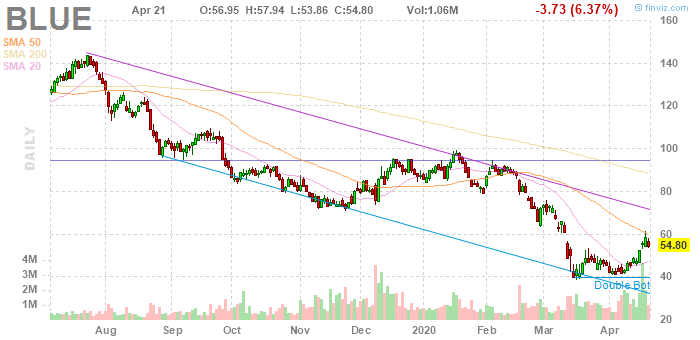 BLUE Apr 21 O:56.95 H:57.94 L:53.86 C:54.80 Vol:1.06M -3.73 (6.37%) © finviz.com
SMA 50
SMA 200
SMA 20
DAILY
160
140
120
100
80
60
54.80
40
20
4M
3M
2M
1M
Double Bot
Aug Sep Oct Nov Dec 2020 Feb Mar Apr